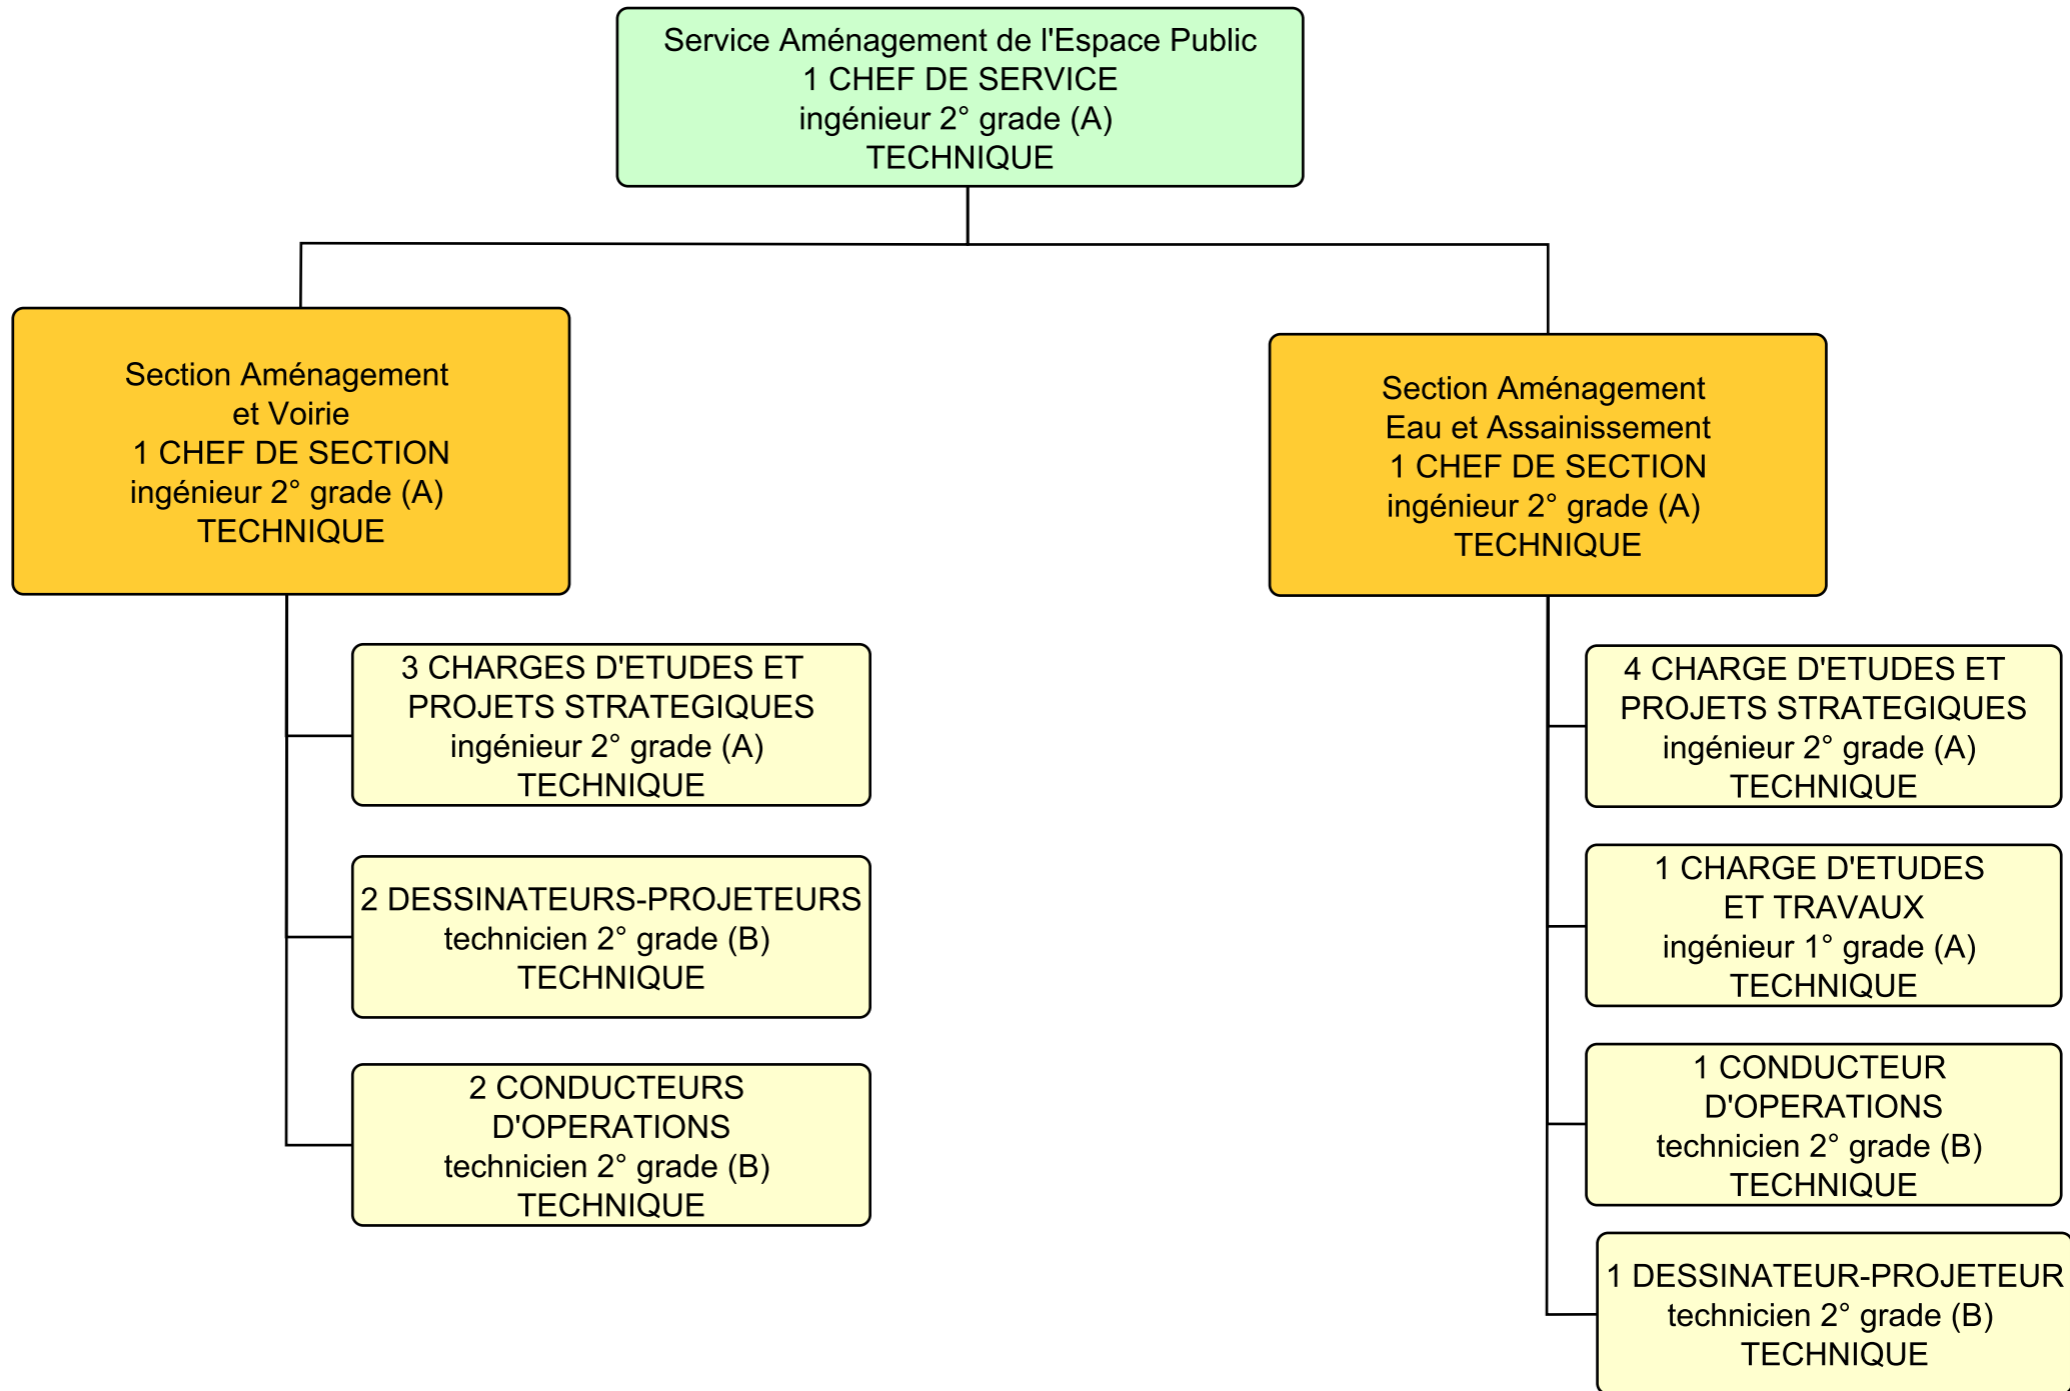 Service Aménagement de l'Espace Public
1 CHEF DE SERVICE
ingénieur 2° grade (A)
TECHNIQUE
Section Aménagement
et Voirie
1 CHEF DE SECTION
ingénieur 2° grade (A)
TECHNIQUE
3 CHARGES D'ETUDES ET
PROJETS STRATEGIQUES
ingénieur 2° grade (A)
TECHNIQUE
2 DESSINATEURS-PROJETEURS
technicien 2° grade (B)
TECHNIQUE
2 CONDUCTEURS
D'OPERATIONS
technicien 2° grade (B)
TECHNIQUE
Section Aménagement
Eau et Assainissement
1 CHEF DE SECTION
ingénieur 2° grade (A)
TECHNIQUE
4 CHARGE D'ETUDES ET
PROJETS STRATEGIQUES
ingénieur 2° grade (A)
TECHNIQUE
1 CHARGE D'ETUDES
ET TRAVAUX
ingénieur 1° grade (A)
TECHNIQUE
1 CONDUCTEUR
D'OPERATIONS
technicien 2° grade (B)
TECHNIQUE
1 DESSINATEUR-PROJETEUR
technicien 2° grade (B)
TECHNIQUE